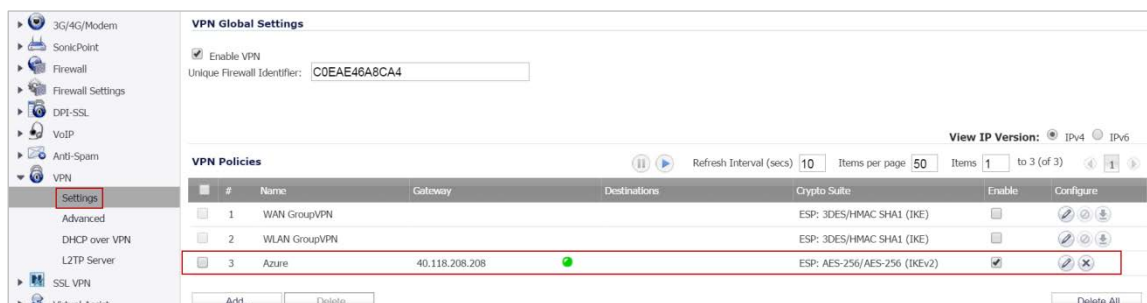 3G/4G/Modem
SonicPoint
Firewall
Firewall Settings
DPI-SSL
VoIP
Anti-Spam
VPN
Settings
Advanced
DHCP over VPN
L2TP Server
SSL VPN
VPN Global Settings
Enable VPN
Unique Firewall Identifier: C0EAE46A8CA4
View IP Version: IPv4 IPv6
VPN Policies Refresh Interval (secs) 10 Items per page 50 Items 1 to 3 (of 3) 1
# Name Gateway Destinations Crypto Suite Enable Configure
1 WAN GroupVPN ESP: 3DES/HMAC SHA1 (IKE)
2 WLAN GroupVPN ESP: 3DES/HMAC SHA1 (IKE)
3 Azure 40.118.208.208 ESP: AES-256/AES-256 (IKEv2)
Add Delete Delete All